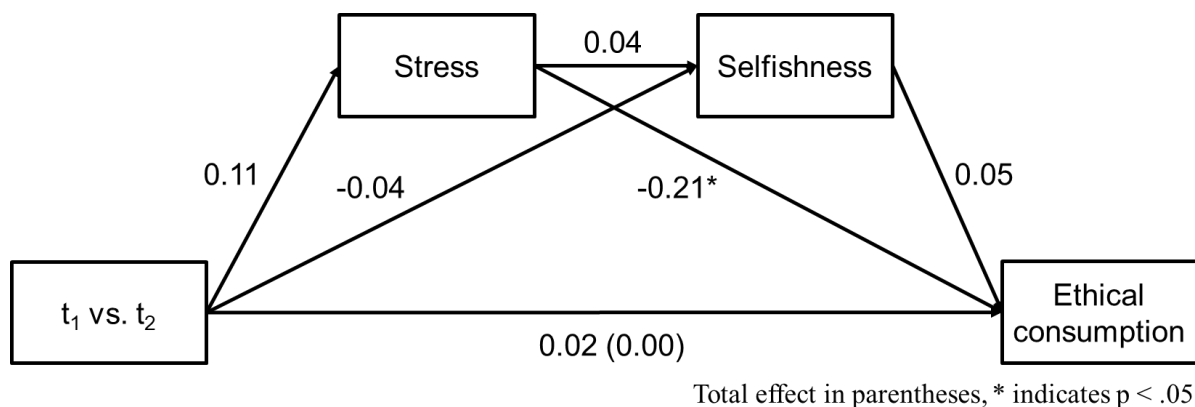 0.04
Stress
Selfishness
0.11
-0.04
-0.21*
0.05
t₁ vs. t₂
Ethical
consumption
0.02 (0.00)
Total effect in parentheses, * indicates p < .05